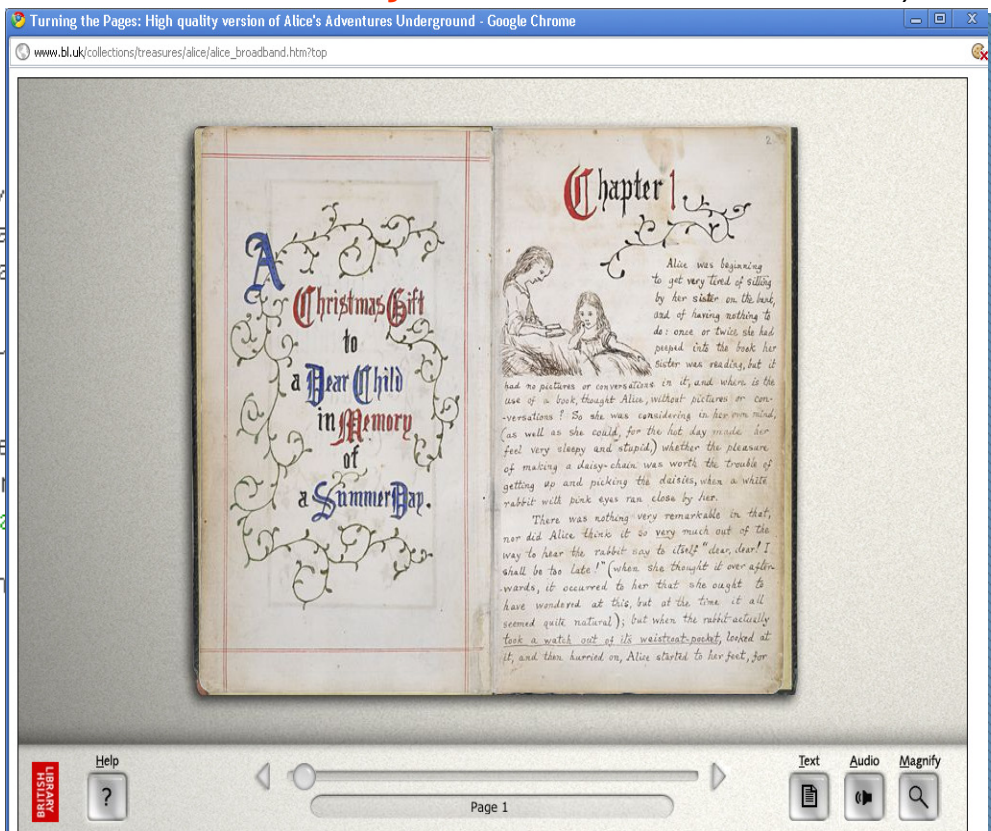 Turning the Pages: High quality version of Alice's Adventures Underground - Google Chrome
www.bl.uk/collections/treasures/alice/alice_broadband.htm?top
A
Christmas Gift
to
a Dear Child
in Memory
of
a Summer Day.
2
Chapter 1
Alice was beginning
to get very tired of sitting
by her sister on the bank,
and of having nothing to
do: once or twice she had
peeped into the book her
sister was reading, but it
had no pictures or conversations in it, and where is the
use of a book, thought Alice, without pictures or con-
-versations? So she was considering in her own mind,
(as well as she could, for the hot day made her
feel very sleepy and stupid,) whether the pleasure
of making a daisy-chain was worth the trouble of
getting up and picking the daisies, when a white
rabbit with pink eyes ran close by her.
There was nothing very remarkable in that,
nor did Alice think it so very much out of the
way to hear the rabbit say to itself "dear, dear! I
shall be too late!" (when she thought it over after-
-wards, it occurred to her that she ought to
have wondered at this, but at the time it all
seemed quite natural); but when the rabbit actually
took a watch out of its waistcoat-pocket, looked at
it, and then hurried on, Alice started to her feet, for
LIBRARY
BRITISH
Help
?
Page 1
Text
Audio
Magnify